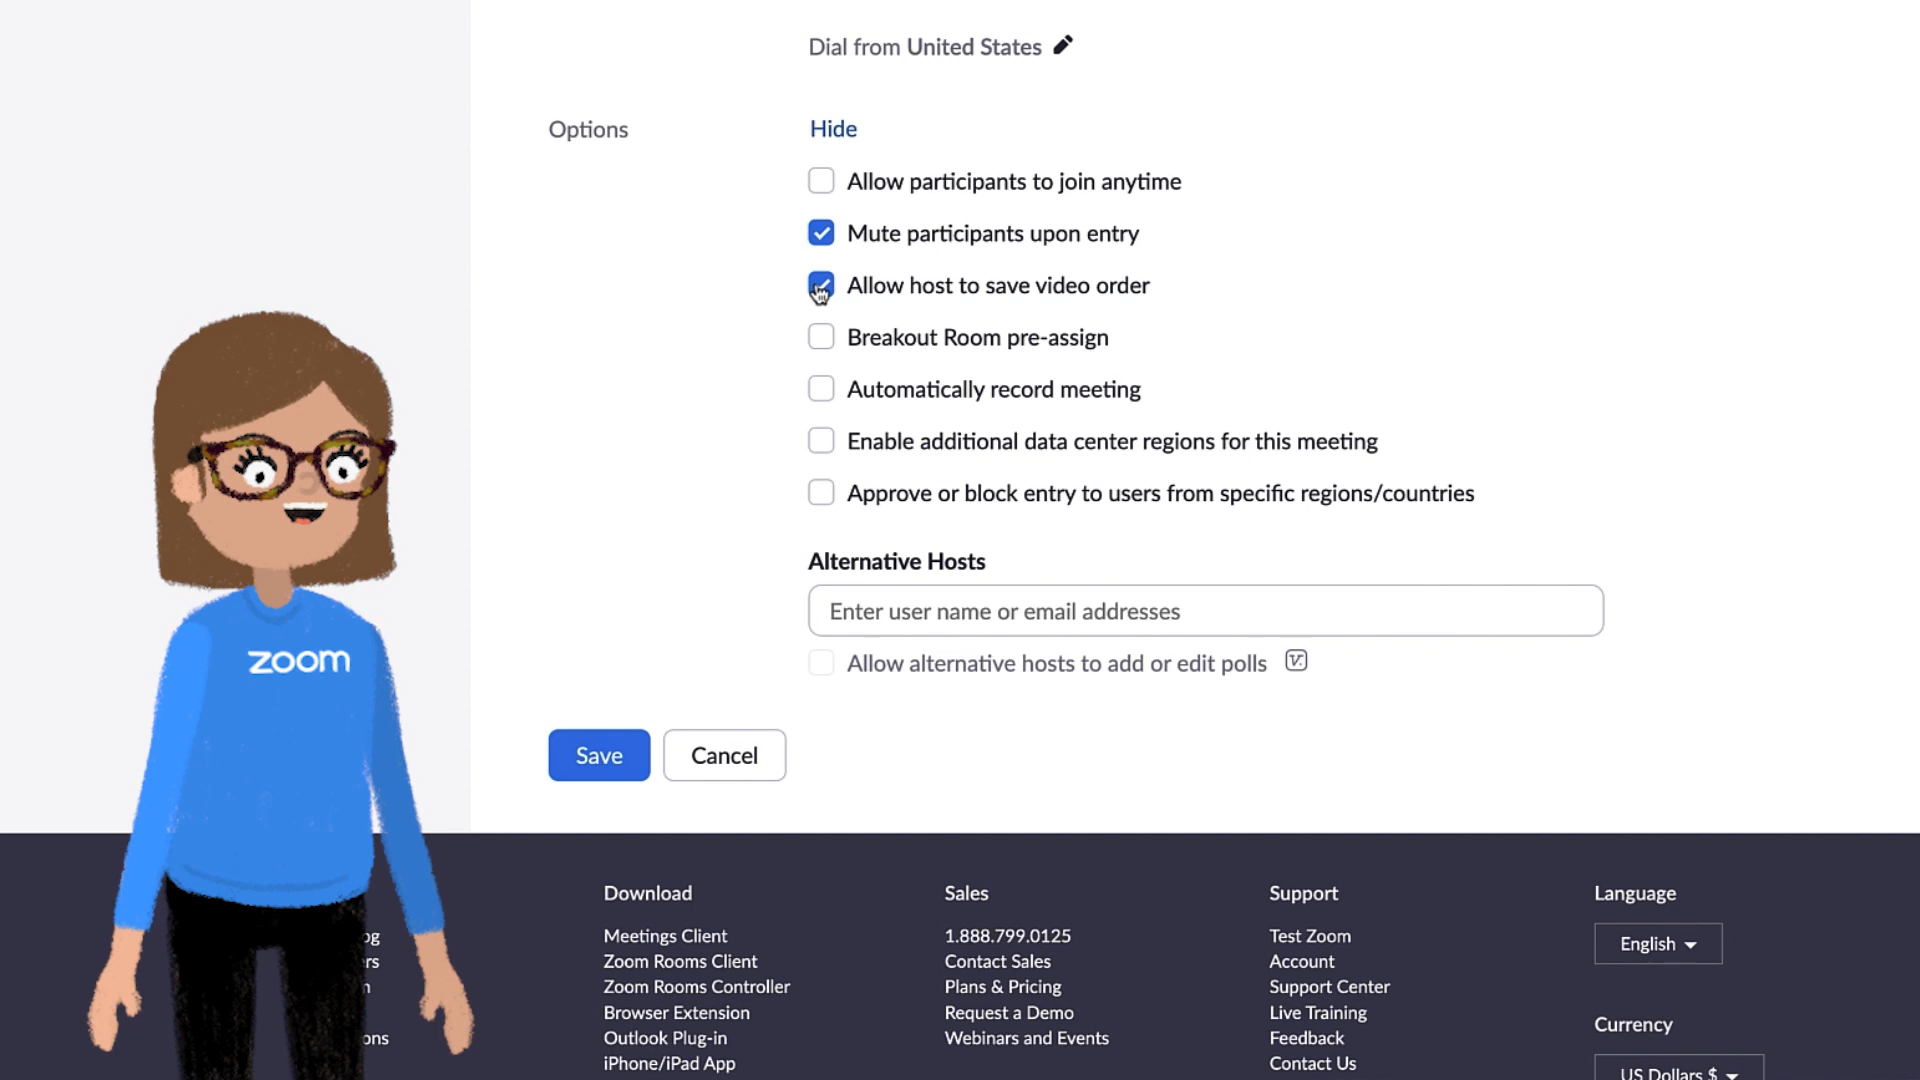 Dial from United States
Options
Hide
Allow participants to join anytime
Mute participants upon entry
Allow host to save video order
Breakout Room pre-assign
Automatically record meeting
Enable additional data center regions for this meeting
Approve or block entry to users from specific regions/countries
Alternative Hosts
Enter user name or email addresses
Allow alternative hosts to add or edit polls
Save
Cancel
zoom
Download
Meetings Client
Zoom Rooms Client
Zoom Rooms Controller
Browser Extension
Outlook Plug-in
iPhone/iPad App
Sales
1.888.799.0125
Contact Sales
Plans & Pricing
Request a Demo
Webinars and Events
Support
Test Zoom
Account
Support Center
Live Training
Feedback
Contact Us
Language
English
Currency
US Dollars $